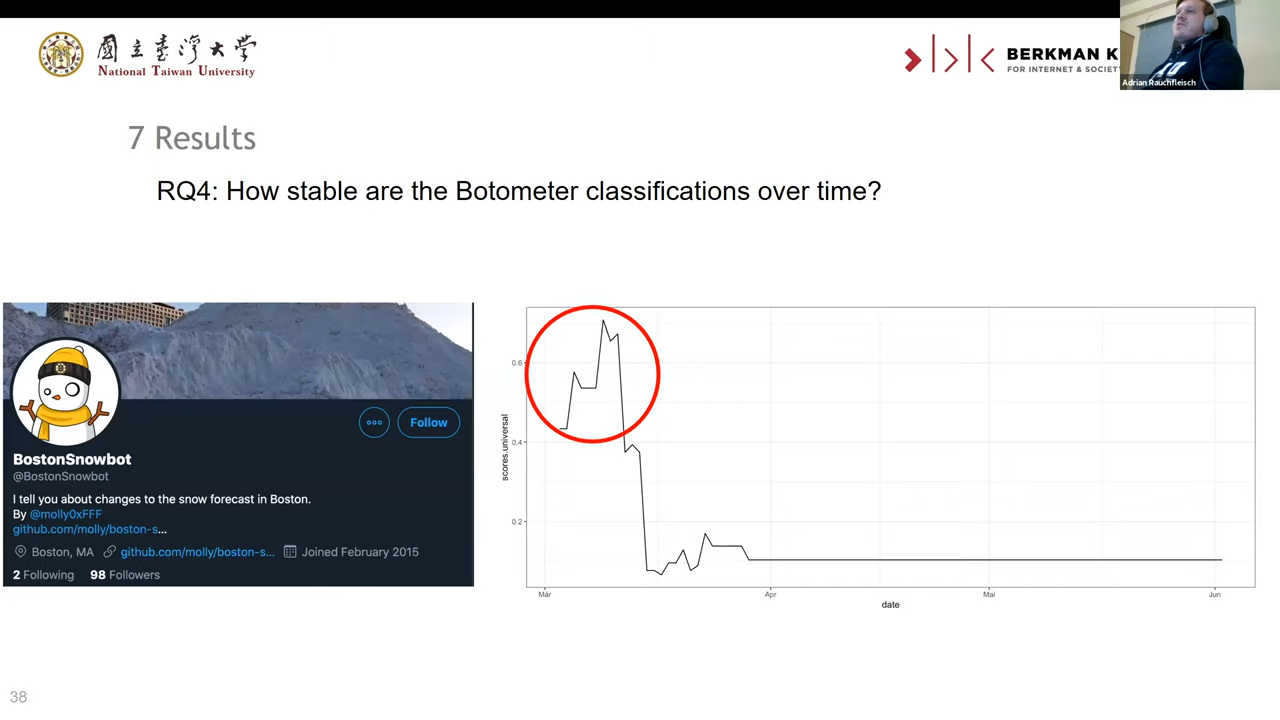 國立臺灣大學
National Taiwan University
BERKMAN K
FOR INTERNET & SOCIETY
Adrian Rauchfleisch
7 Results
RQ4: How stable are the Botometer classifications over time?
Follow
BostonSnowbot
@BostonSnowbot
I tell you about changes to the snow forecast in Boston.
By @molly0xFFF
github.com/molly/boston-s...
Boston, MA github.com/molly/boston-s... Joined February 2015
2 Following 98 Followers
scores.universal
0.6
0.4
0.2
Mär Apr Mai Jun
date
38